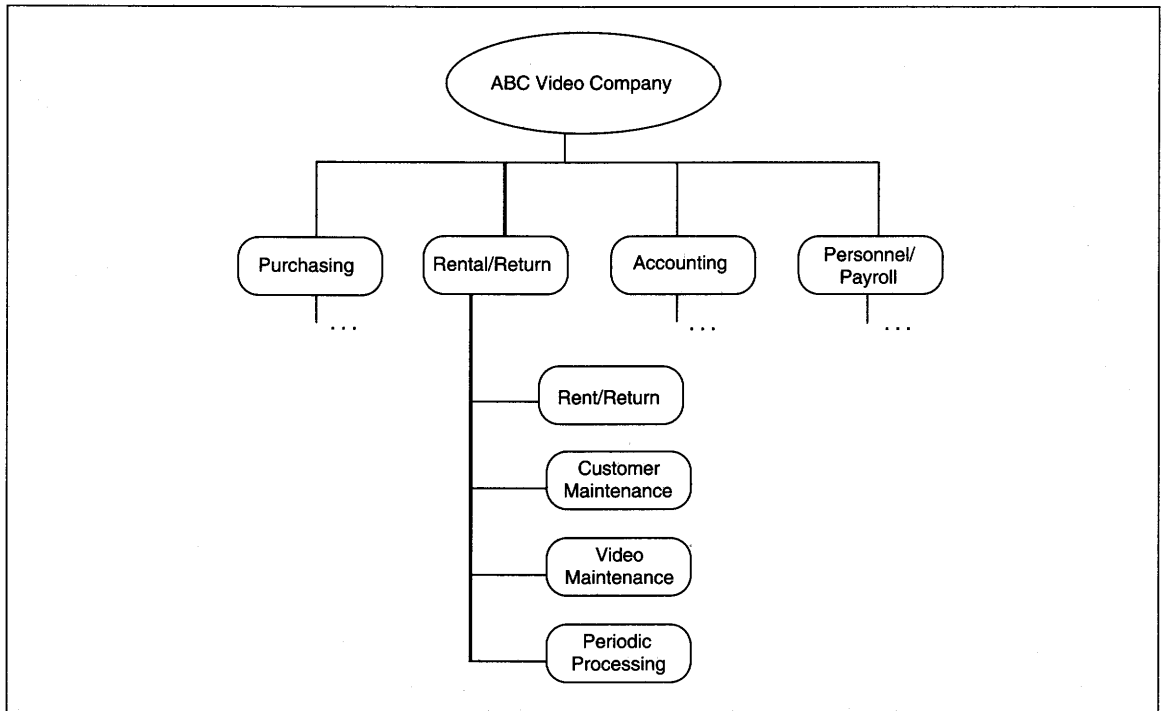 ABC Video Company
Purchasing
Rental/Return
Accounting
Personnel/
Payroll
...
...
...
Rent/Return
Customer
Maintenance
Video
Maintenance
Periodic
Processing